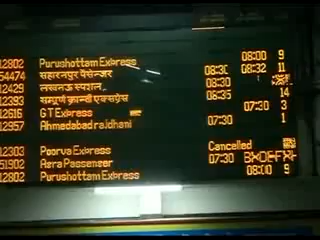 12802 Purushottam Express 08:00 9
54474 सहारनपुर पैसेन्जर 08:30 08:32 11
12429 लखनऊ स्पेशल 08:30
12393 सम्पूर्ण क्रान्ती एक्सप्रेस 08:35 14
12616 G T Express 07:30 3
12957 Ahmedabad rajdhani 07:30 1
12303 Poorva Express Cancelled
51902 Agra Passenger 07:30
12802 Purushottam Express 08:00 9